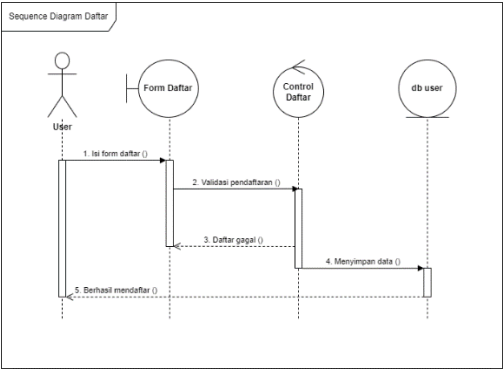 Sequence Diagram Daftar
Form Daftar
Control
Daftar
db user
User
1. Isi form daftar ()
2. Validasi pendaftaran ()
3. Daftar gagal ()
4. Menyimpan data ()
5. Berhasil mendaftar ()